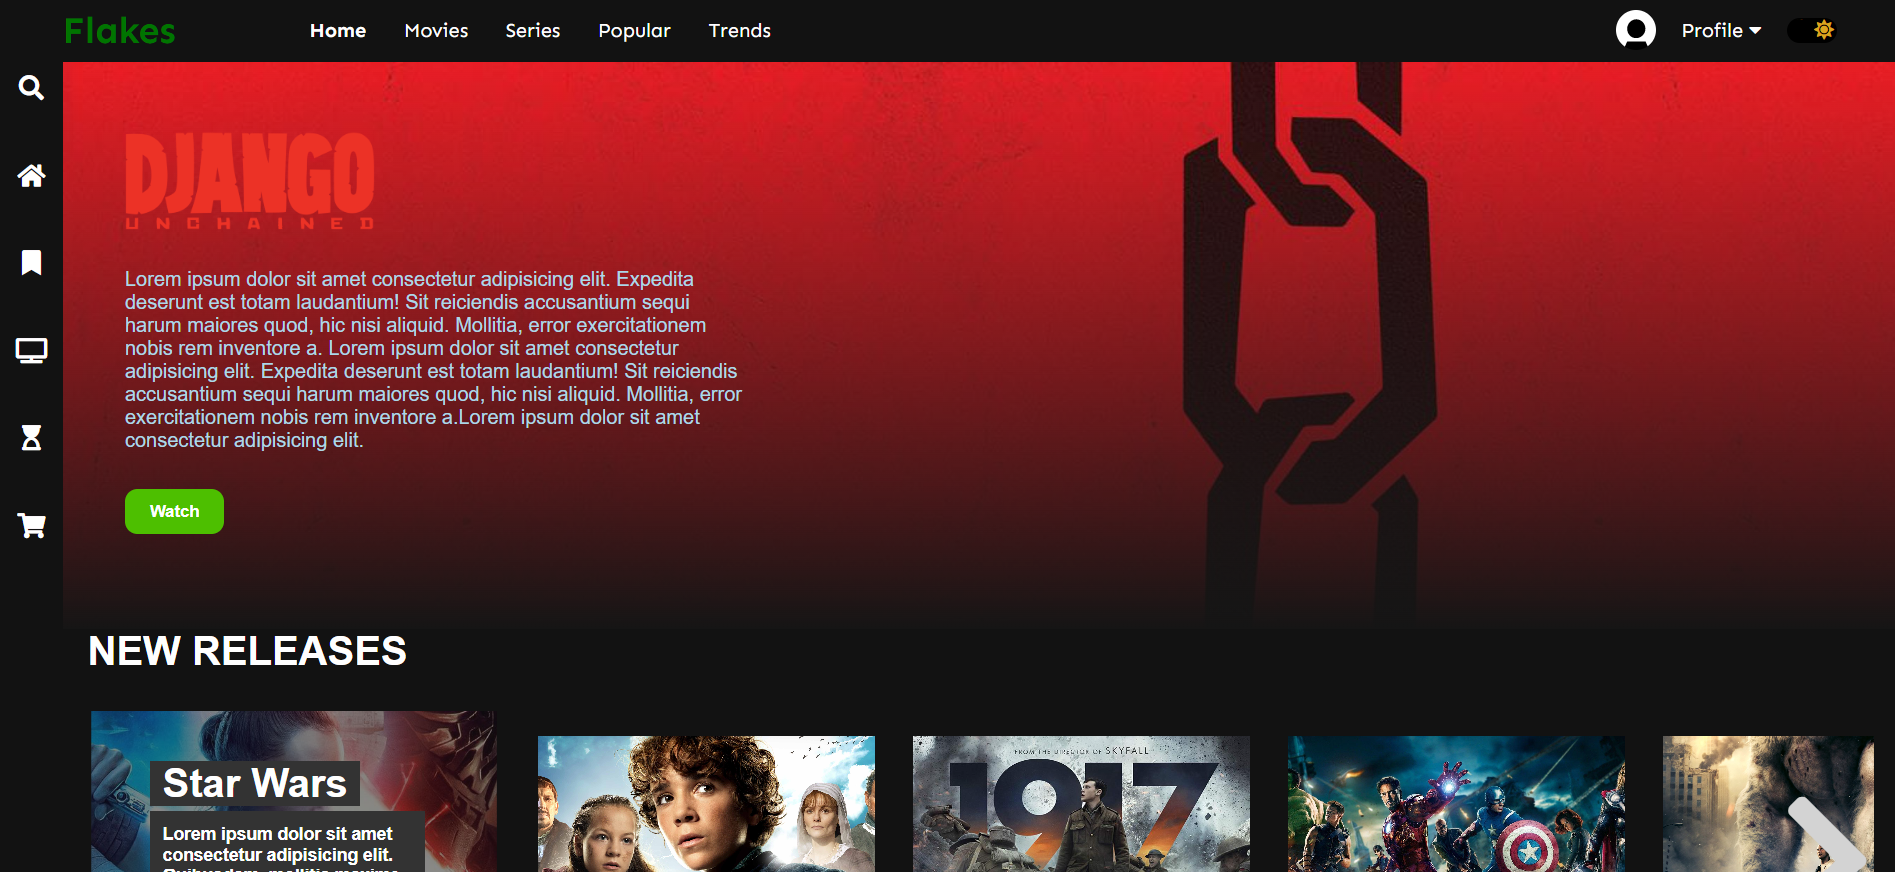 Flakes
Home
Movies
Series
Popular
Trends
Profile
DJANGO
UNCHAINED
Lorem ipsum dolor sit amet consectetur adipisicing elit. Expedita
deserunt est totam laudantium! Sit reiciendis accusantium sequi
harum maiores quod, hic nisi aliquid. Mollitia, error exercitationem
nobis rem inventore a. Lorem ipsum dolor sit amet consectetur
adipisicing elit. Expedita deserunt est totam laudantium! Sit reiciendis
accusantium sequi harum maiores quod, hic nisi aliquid. Mollitia, error
exercitationem nobis rem inventore a.Lorem ipsum dolor sit amet
consectetur adipisicing elit.
Watch
NEW RELEASES
Star Wars
Lorem ipsum dolor sit amet
consectetur adipisicing elit.
FROM THE DIRECTOR OF SKYFALL
1917